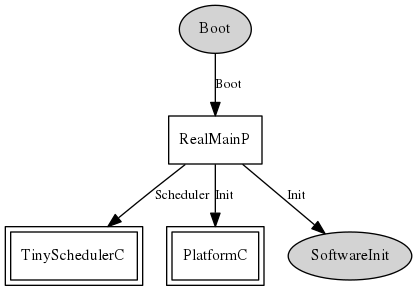 Boot
Boot
RealMainP
Scheduler
Init
Init
TinySchedulerC
PlatformC
SoftwareInit